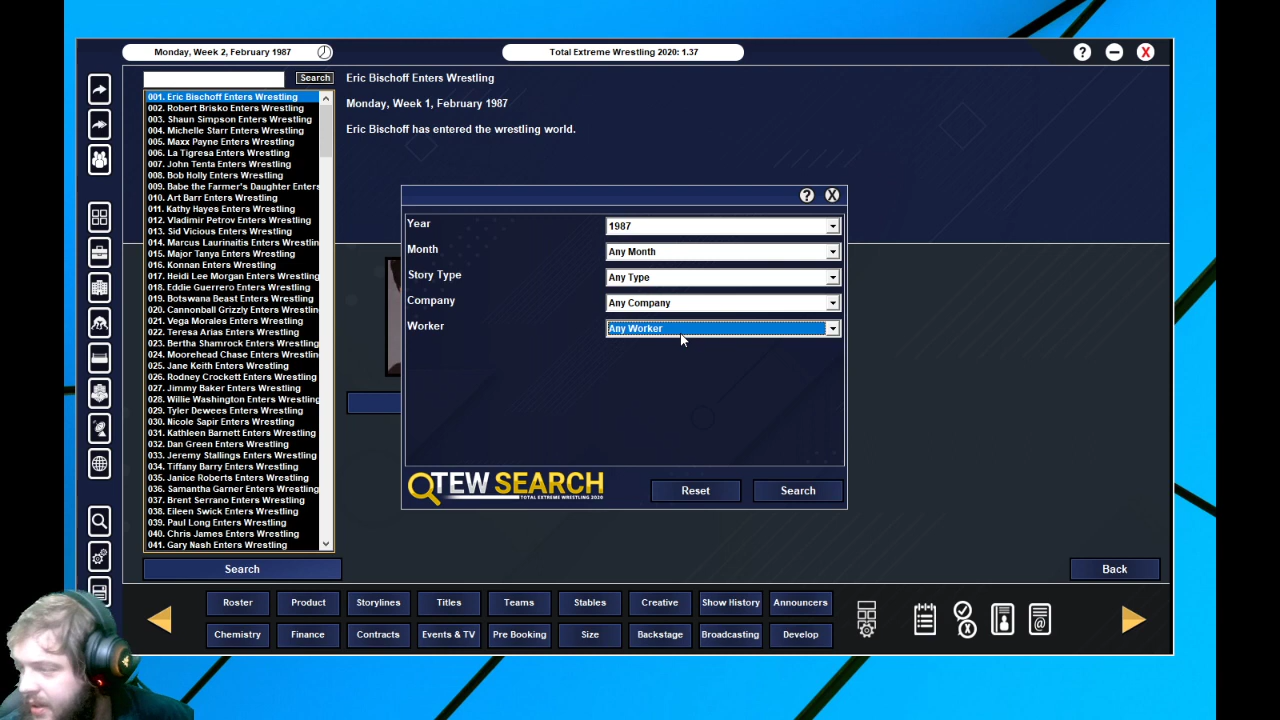 Monday, Week 2, February 1987
Total Extreme Wrestling 2020: 1.37
?
X
Search
Eric Bischoff Enters Wrestling
Monday, Week 1, February 1987
Eric Bischoff has entered the wrestling world.
001. Eric Bischoff Enters Wrestling
002. Robert Brisko Enters Wrestling
003. Shaun Simpson Enters Wrestling
004. Michelle Starr Enters Wrestling
005. Maxx Payne Enters Wrestling
006. La Tigresa Enters Wrestling
007. John Tenta Enters Wrestling
008. Bob Holly Enters Wrestling
009. Babe the Farmer's Daughter Enters
010. Art Barr Enters Wrestling
011. Kathy Hayes Enters Wrestling
012. Vladimir Petrov Enters Wrestling
013. Sid Vicious Enters Wrestling
014. Marcus Laurinaitis Enters Wrestlin
015. Major Tanya Enters Wrestling
016. Konnan Enters Wrestling
017. Heidi Lee Morgan Enters Wrestling
018. Eddie Guerrero Enters Wrestling
019. Botswana Beast Enters Wrestling
020. Cannonball Grizzly Enters Wrestlin
021. Vega Morales Enters Wrestling
022. Teresa Arias Enters Wrestling
023. Bertha Shamrock Enters Wrestling
024. Moorehead Chase Enters Wrestlin
025. Jane Keith Enters Wrestling
026. Rodney Crockett Enters Wrestling
027. Jimmy Baker Enters Wrestling
028. Willie Washington Enters Wrestling
029. Tyler Dewees Enters Wrestling
030. Nicole Sapir Enters Wrestling
031. Kathleen Barnett Enters Wrestling
032. Dan Green Enters Wrestling
033. Jeremy Stallings Enters Wrestling
034. Tiffany Barry Enters Wrestling
035. Janice Roberts Enters Wrestling
036. Samantha Garner Enters Wrestling
037. Brent Serrano Enters Wrestling
038. Eileen Swick Enters Wrestling
039. Paul Long Enters Wrestling
040. Chris James Enters Wrestling
041. Gary Nash Enters Wrestling
?
X
Year 1987
Month Any Month
Story Type Any Type
Company Any Company
Worker Any Worker
TEW SEARCH
TOTAL EXTREME WRESTLING 2020
Reset
Search
Search
Back
Roster Product Storylines Titles Teams Stables Creative Show History Announcers
Chemistry Finance Contracts Events & TV Pre Booking Size Backstage Broadcasting Develop